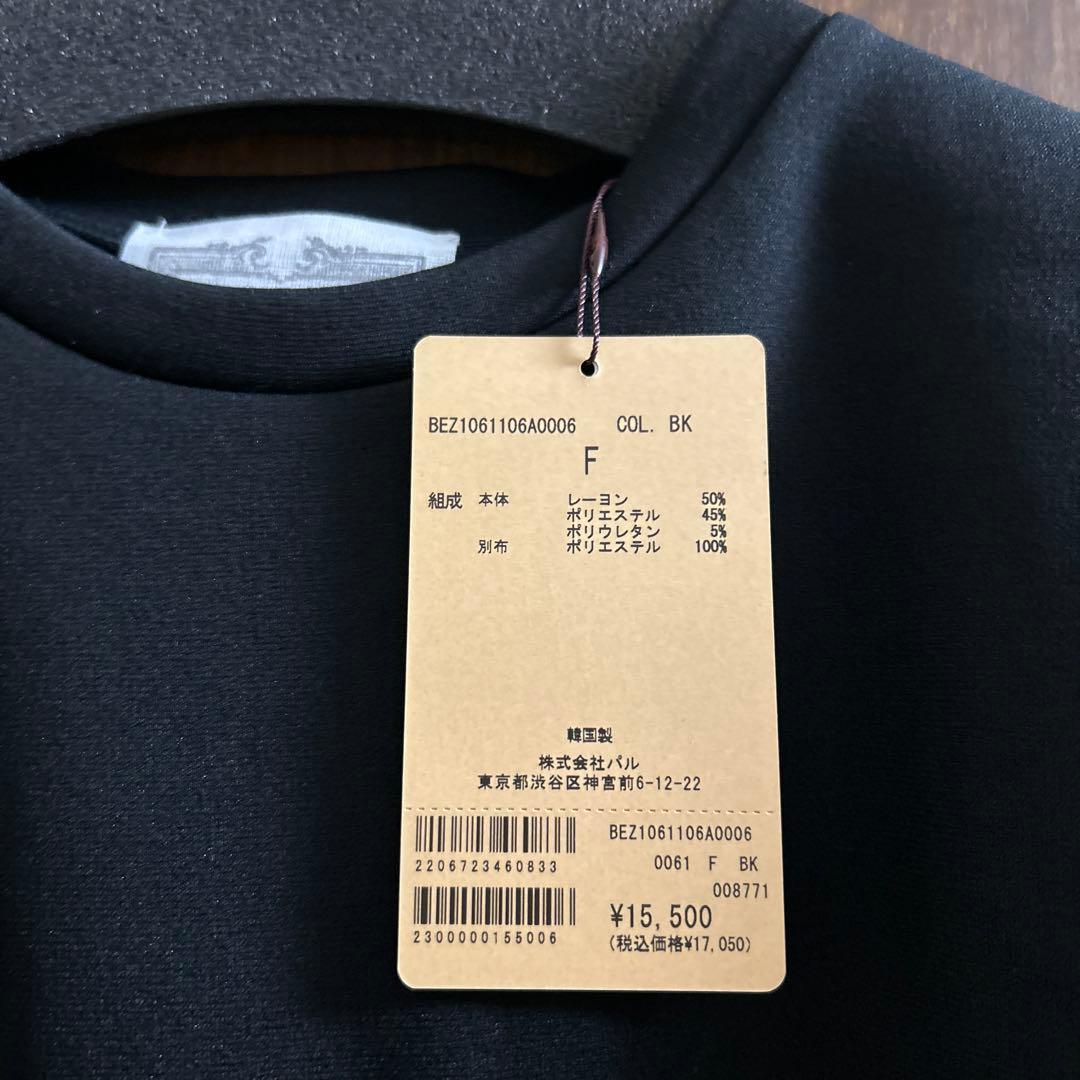 BEZ1061106A0006 COL. BK
F
組成 本体 レーヨン 50%
ポリエステル 45%
ポリウレタン 5%
別布 ポリエステル 100%
韓国製
株式会社パル
東京都渋谷区神宮前6-12-22
BEZ1061106A0006
2206723460833
0061 F BK
008771
¥15,500
2300000155006
(税込価格¥17,050)